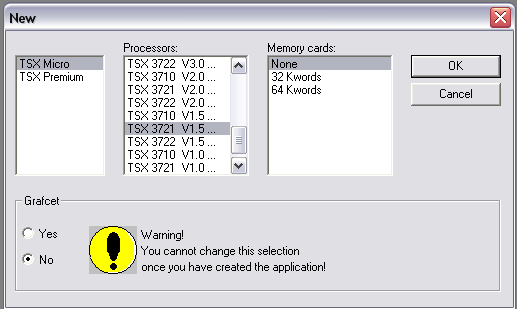 New
Processors:
Memory cards:
TSX Micro
TSX Premium
TSX 3722 V3.0 ...
TSX 3710 V2.0 ...
TSX 3721 V2.0 ...
TSX 3722 V2.0 ...
TSX 3710 V1.5 ...
TSX 3721 V1.5 ...
TSX 3722 V1.5 ...
TSX 3710 V1.0 ...
TSX 3721 V1.0 ...
None
32 Kwords
64 Kwords
OK
Cancel
Grafcet
Yes
No
Warning!
You cannot change this selection
once you have created the application!